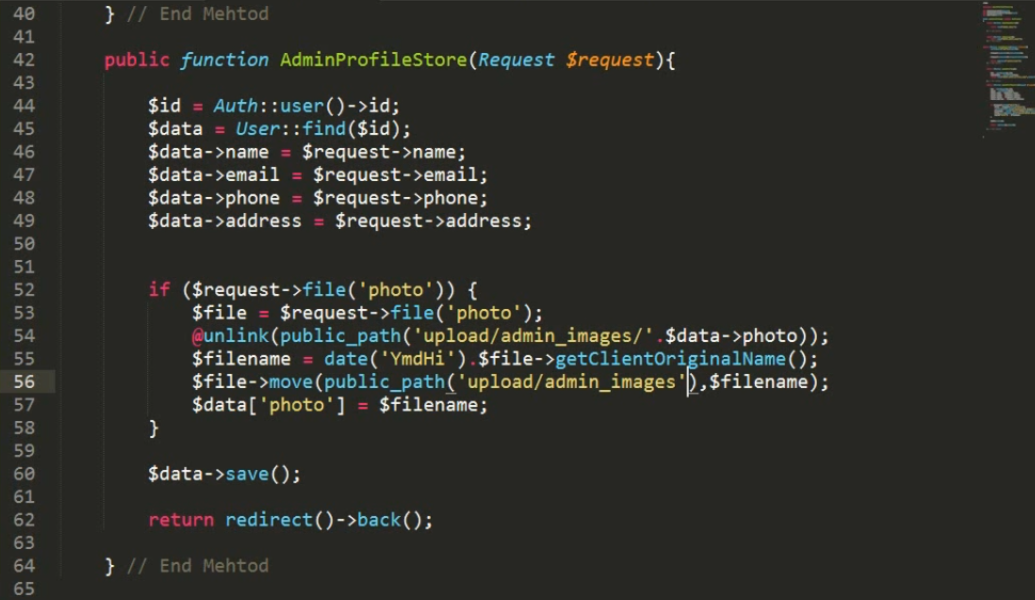 40 } // End Mehtod
41
42 public function AdminProfileStore(Request $request){
43
44 $id = Auth::user()->id;
45 $data = User::find($id);
46 $data->name = $request->name;
47 $data->email = $request->email;
48 $data->phone = $request->phone;
49 $data->address = $request->address;
50
51
52 if ($request->file('photo')) {
53 $file = $request->file('photo');
54 @unlink(public_path('upload/admin_images/'.$data->photo));
55 $filename = date('YmdHi').$file->getClientOriginalName();
56 $file->move(public_path('upload/admin_images'),$filename);
57 $data['photo'] = $filename;
58 }
59
60 $data->save();
61
62 return redirect()->back();
63
64 } // End Mehtod
65